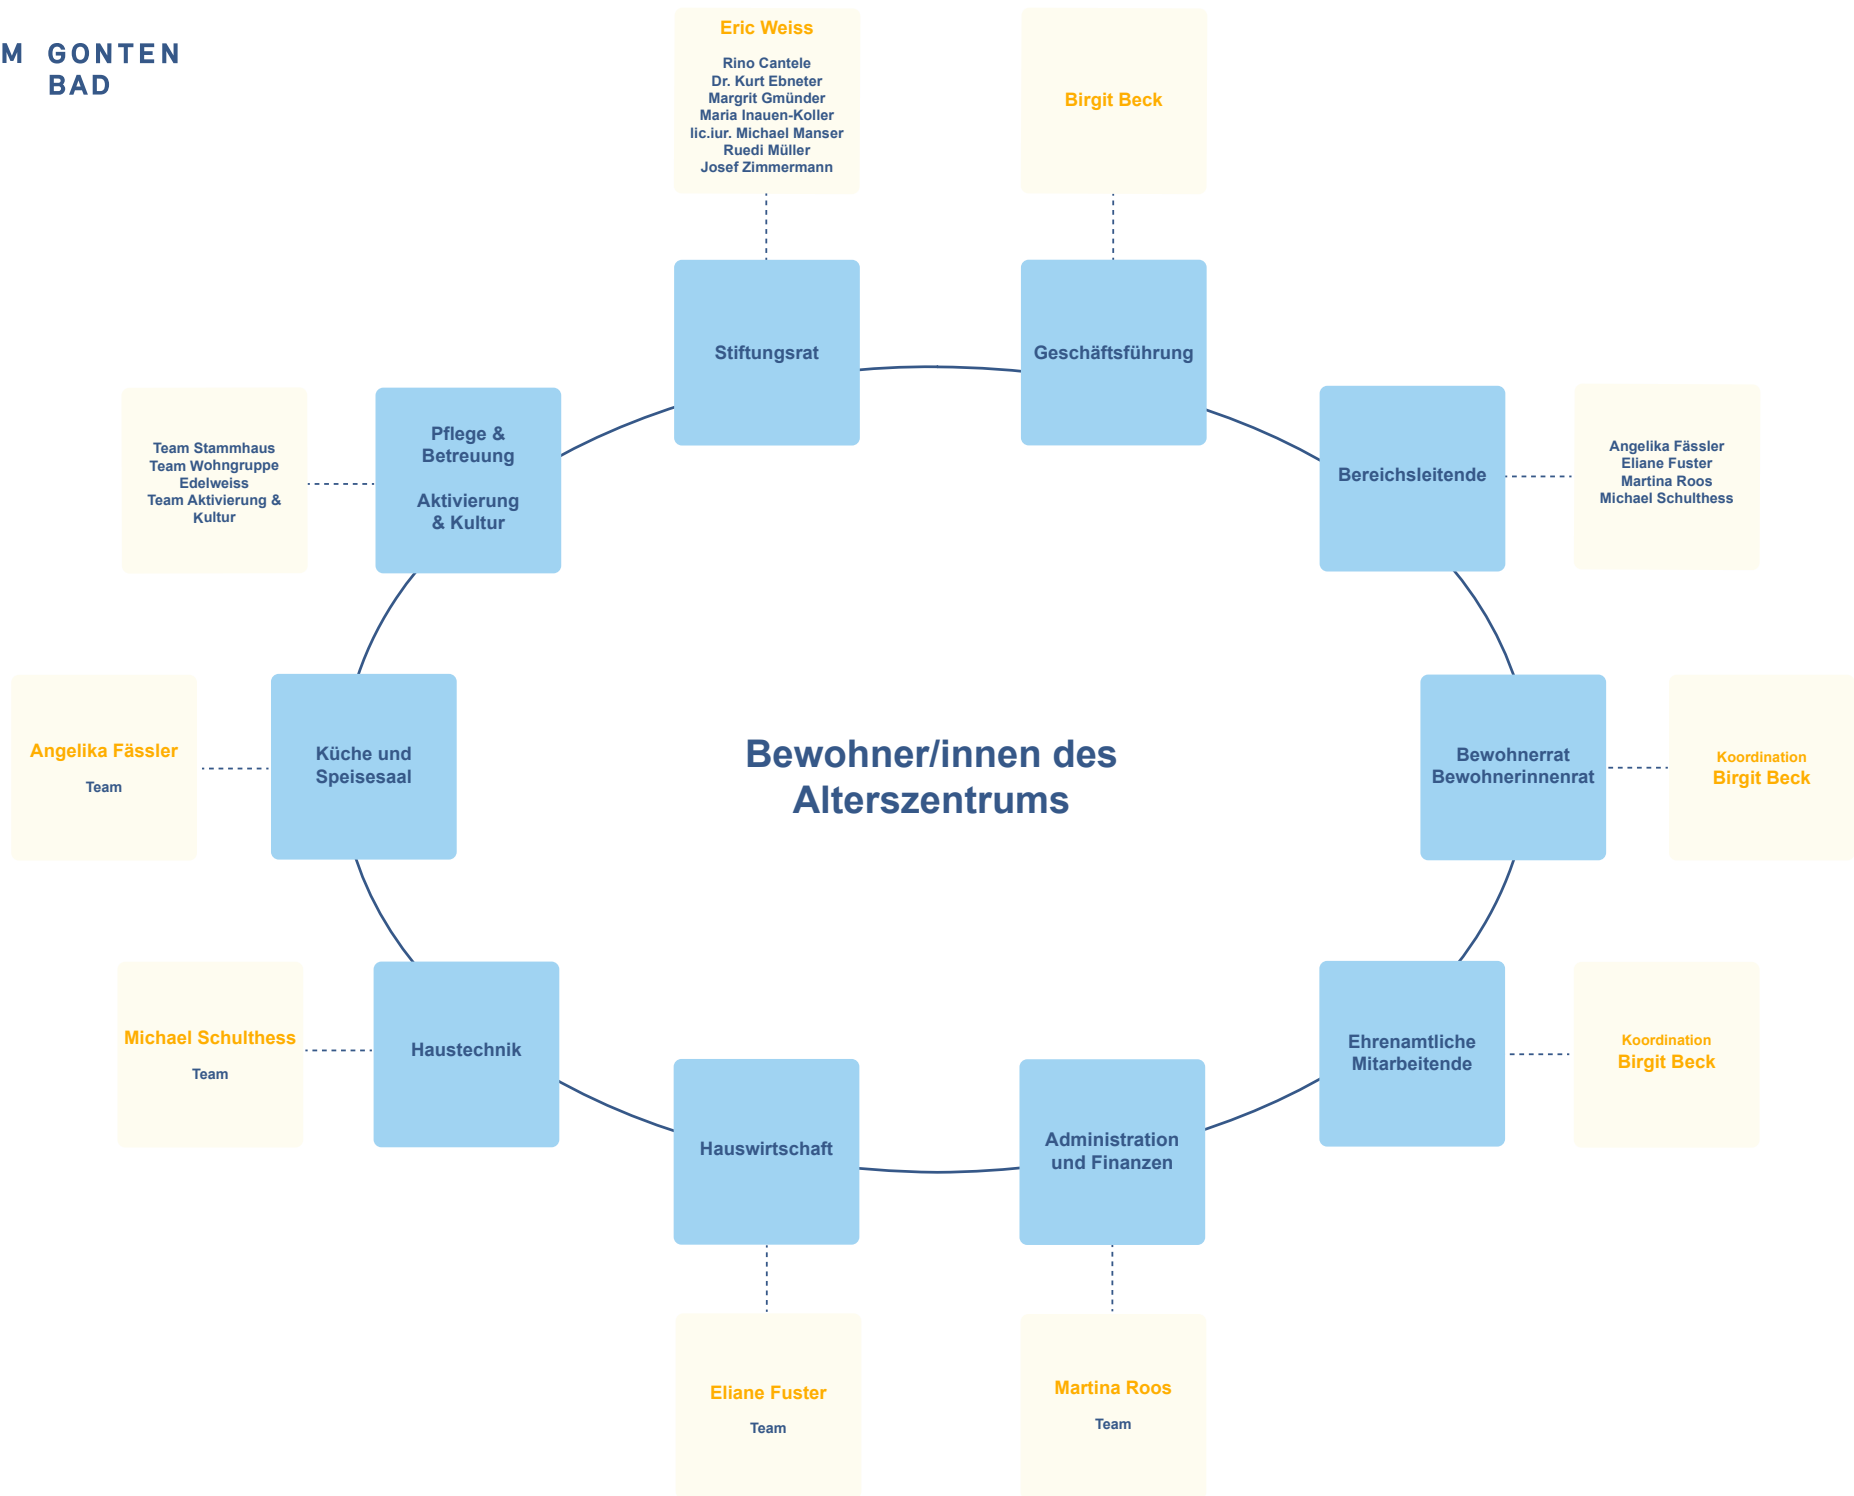 M GONTEN
BAD
Eric Weiss
Rino Cantele
Dr. Kurt Ebneter
Margrit Gmünder
Maria Inauen-Koller
lic.iur. Michael Manser
Ruedi Müller
Josef Zimmermann
Birgit Beck
Stiftungsrat
Geschäftsführung
Pflege &
Betreuung
Aktivierung
& Kultur
Team Stammhaus
Team Wohngruppe
Edelweiss
Team Aktivierung &
Kultur
Bereichsleitende
Angelika Fässler
Eliane Fuster
Martina Roos
Michael Schulthess
Angelika Fässler
Team
Küche und
Speisesaal
Bewohner/innen des
Alterszentrums
Bewohnerrat
Bewohnerinnenrat
Koordination
Birgit Beck
Michael Schulthess
Team
Haustechnik
Ehrenamtliche
Mitarbeitende
Koordination
Birgit Beck
Hauswirtschaft
Administration
und Finanzen
Eliane Fuster
Team
Martina Roos
Team